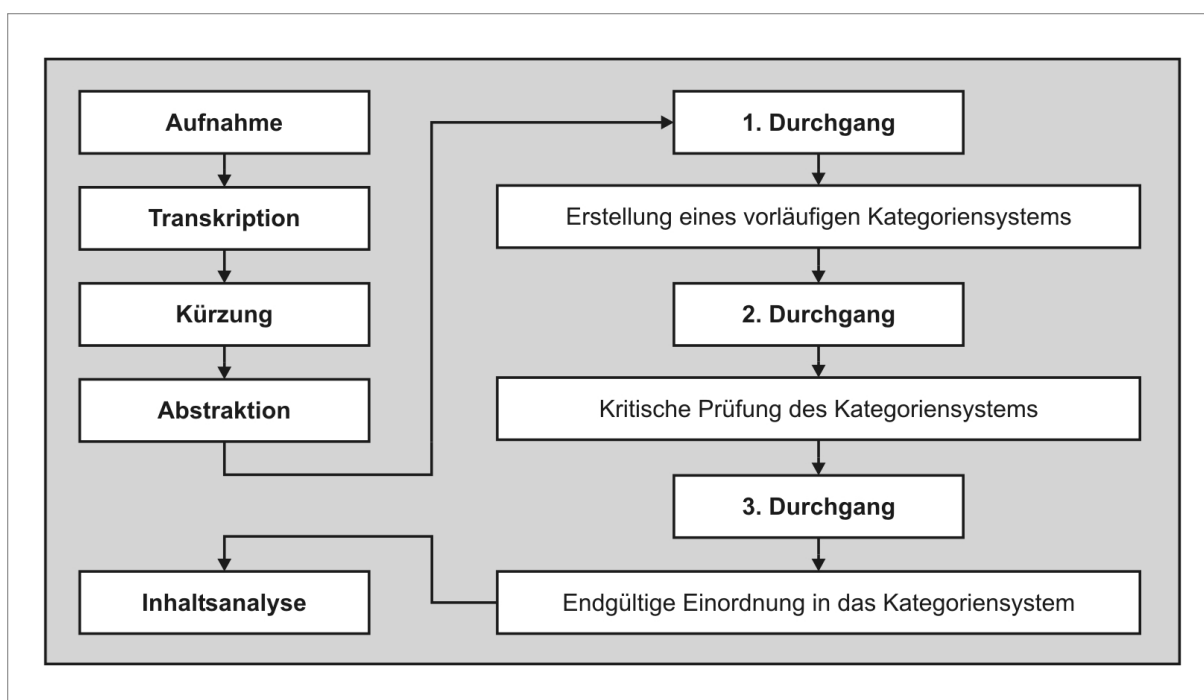 Aufnahme
Transkription
Kürzung
Abstraktion
1. Durchgang
Erstellung eines vorläufigen Kategoriensystems
2. Durchgang
Kritische Prüfung des Kategoriensystems
3. Durchgang
Endgültige Einordnung in das Kategoriensystem
Inhaltsanalyse